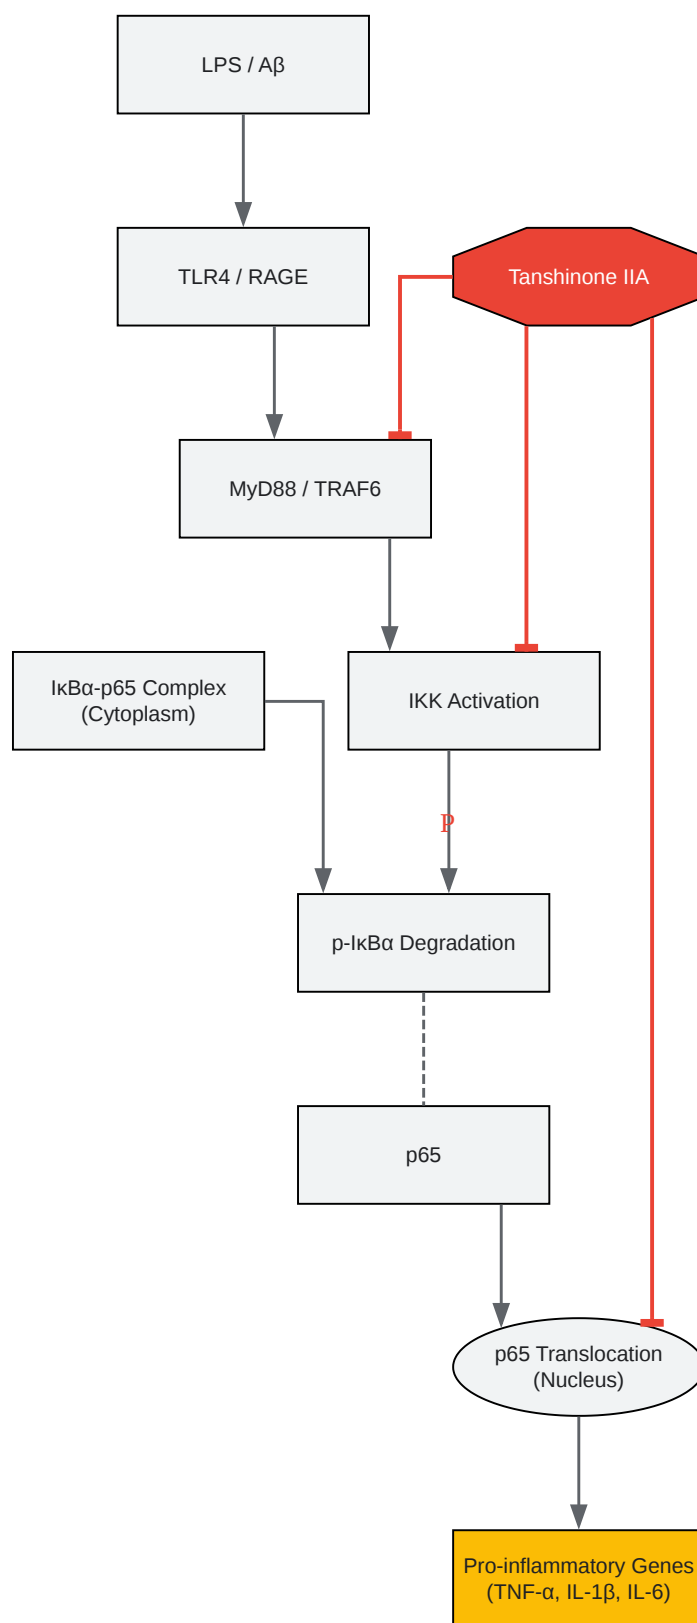 LPS / Aβ
TLR4 / RAGE
Tanshinone IIA
MyD88 / TRAF6
IκBα-p65 Complex
(Cytoplasm)
IKK Activation
P
p-IκBα Degradation
p65
p65 Translocation
(Nucleus)
Pro-inflammatory Genes
(TNF-α, IL-1β, IL-6)